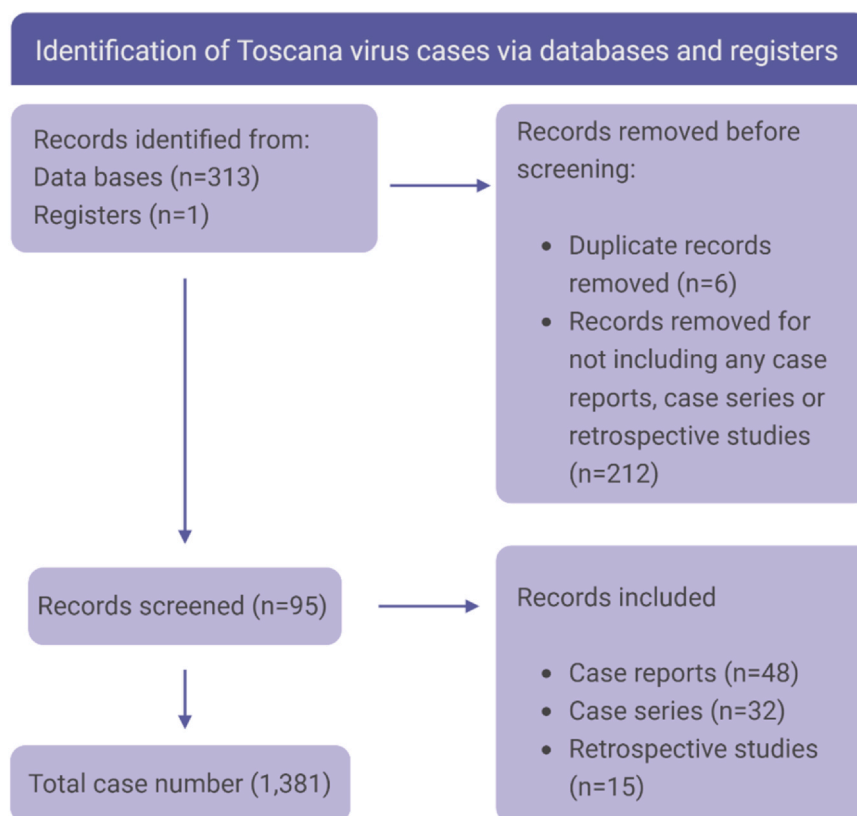 Identification of Toscana virus cases via databases and registers
Records identified from:
Data bases (n=313)
Registers (n=1)
Records removed before
screening:
• Duplicate records
removed (n=6)
• Records removed for
not including any case
reports, case series or
retrospective studies
(n=212)
Records screened (n=95)
Records included
• Case reports (n=48)
• Case series (n=32)
• Retrospective studies
(n=15)
Total case number (1,381)